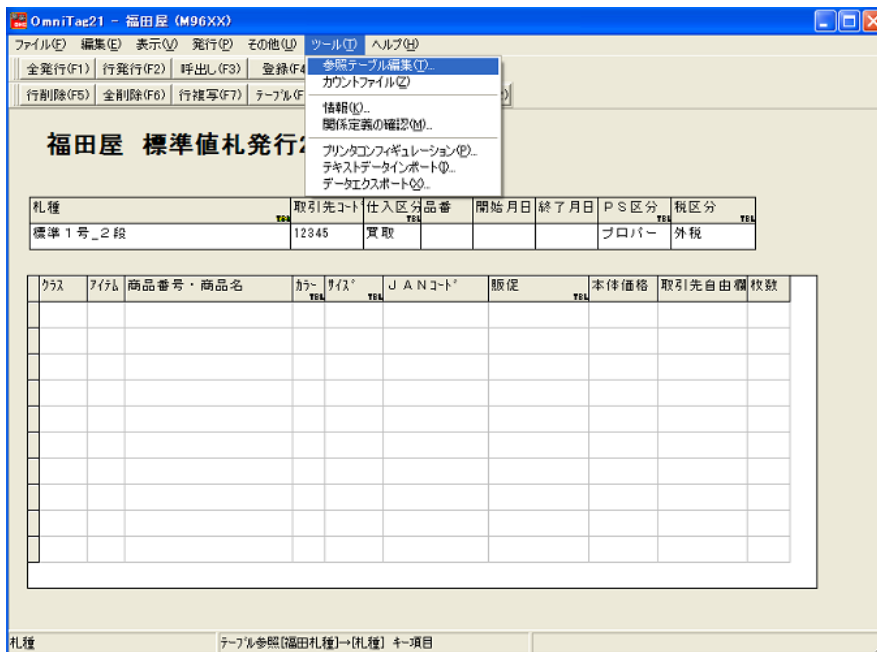 OmniTag21 - 福田屋 (M96XX)
ファイル(F) 編集(E) 表示(V) 発行(P) その他(U) ツール(T) ヘルプ(H)
全発行(F1) 行発行(F2) 呼出し(F3) 登録(F4
行削除(F5) 全削除(F6) 行複写(F7) テーブル(F
参照テーブル編集(T)...
カウントファイル(Z)
情報(K)...
関係定義の確認(M)...
プリンタコンフィギュレーション(P)...
テキストデータインポート(I)...
データエクスポート(X)...
福田屋 標準値札発行2
札種 TBL 取引先コード 仕入区分 TBL 品番 開始月日 終了月日 PS区分 TBL 税区分 TBL
標準1号_2段 12345 買取 プロパー 外税
クラス アイテム 商品番号・商品名 カラー TBL サイズ TBL JANコード 販促 TBL 本体価格 取引先自由欄 枚数
札種 テーブル参照[福田札種]→[札種] キー項目